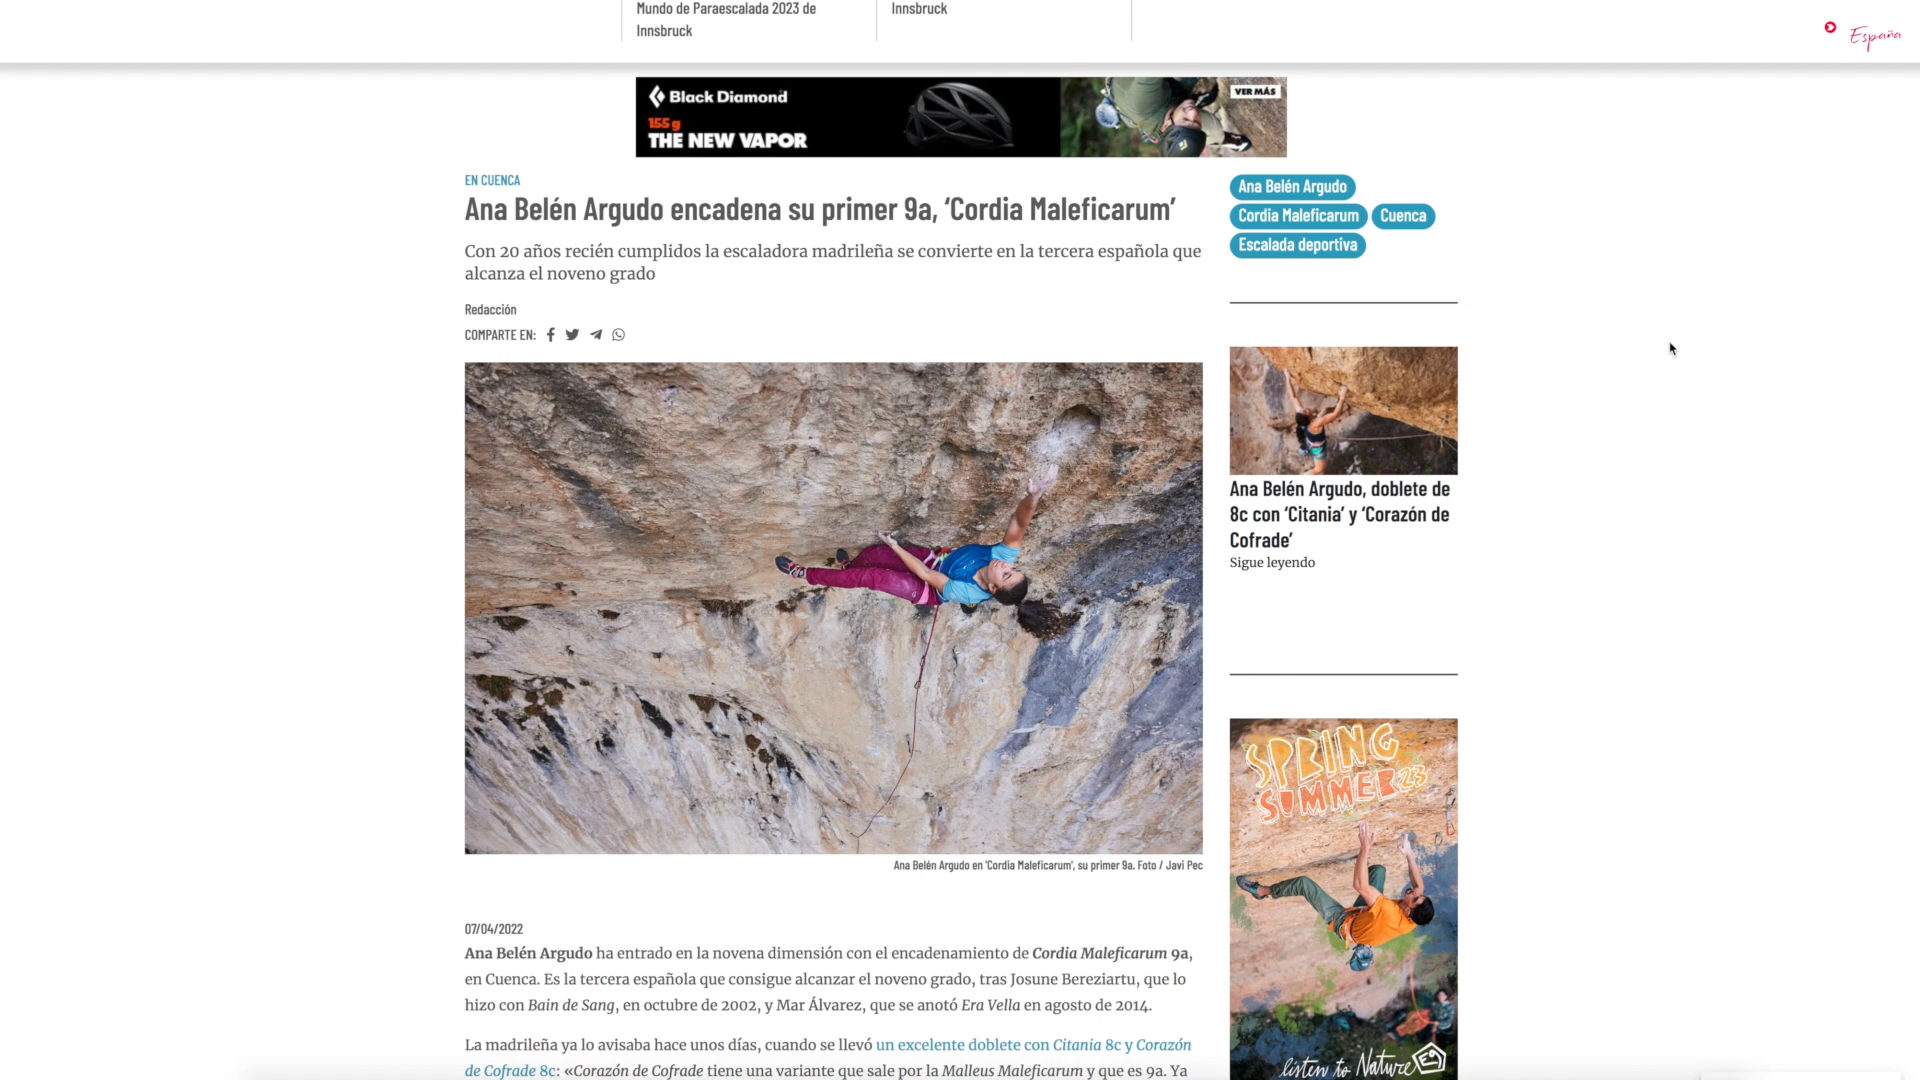 Mundo de Paraescalada 2023 de
Innsbruck
Innsbruck
España
Black Diamond
155 g
THE NEW VAPOR
VER MÁS
EN CUENCA
Ana Belén Argudo encadena su primer 9a, ‘Cordia Maleficarum’
Con 20 años recién cumplidos la escaladora madrileña se convierte en la tercera española que
alcanza el noveno grado
Redacción
COMPARTE EN:
Ana Belén Argudo en 'Cordia Maleficarum', su primer 9a. Foto / Javi Pec
07/04/2022
Ana Belén Argudo ha entrado en la novena dimensión con el encadenamiento de Cordia Maleficarum 9a,
en Cuenca. Es la tercera española que consigue alcanzar el noveno grado, tras Josune Bereziartu, que lo
hizo con Bain de Sang, en octubre de 2002, y Mar Álvarez, que se anotó Era Vella en agosto de 2014.
La madrileña ya lo avisaba hace unos días, cuando se llevó un excelente doblete con Citania 8c y Corazón
de Cofrade 8c: «Corazón de Cofrade tiene una variante que sale por la Malleus Maleficarum y que es 9a. Ya
Ana Belén Argudo
Cordia Maleficarum Cuenca
Escalada deportiva
Ana Belén Argudo, doblete de
8c con ‘Citania’ y ‘Corazón de
Cofrade’
Sigue leyendo
SPRING
SUMMER 23
listen to Nature